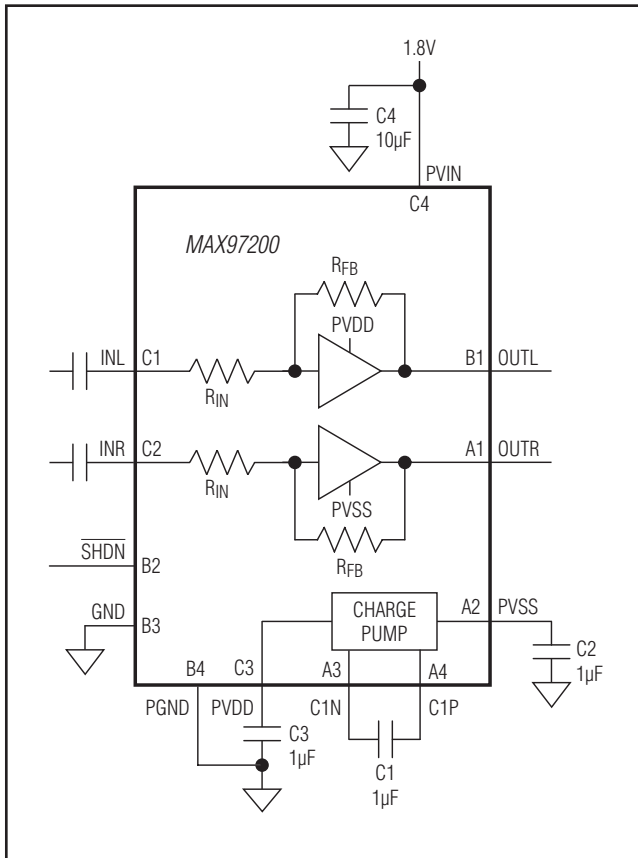 1.8V
C4
10µF
PVIN
C4
MAX97200
RFB
PVDD
INL
C1
RIN
B1
OUTL
INR
C2
RIN
A1
OUTR
PVSS
RFB
SHDN
B2
GND
B3
CHARGE
PUMP
A2
PVSS
C2
1µF
B4
C3
A3
A4
PGND
PVDD
C1N
C1P
C3
1µF
C1
1µF